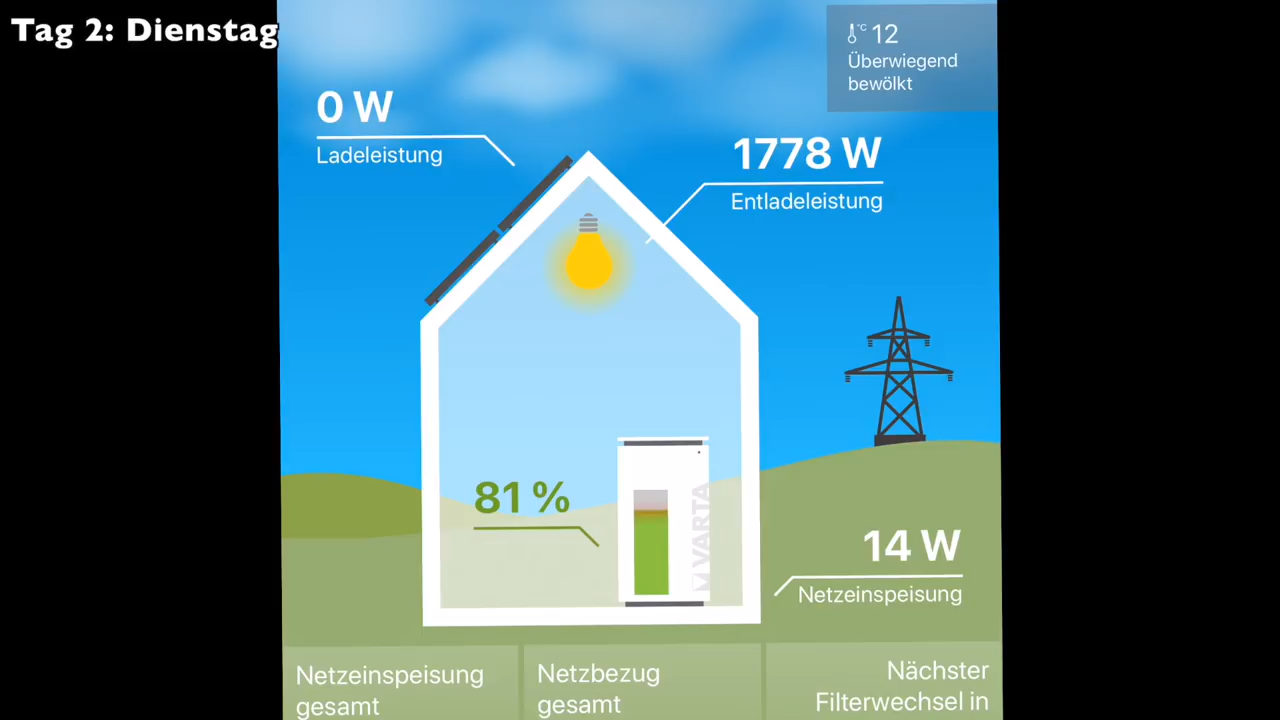 Tag 2: Dienstag
°C 12
Überwiegend
bewölkt
0 W
Ladeleistung
1778 W
Entladeleistung
81 %
VARTA
14 W
Netzeinspeisung
Netzeinspeisung
gesamt
Netzbezug
gesamt
Nächster
Filterwechsel in